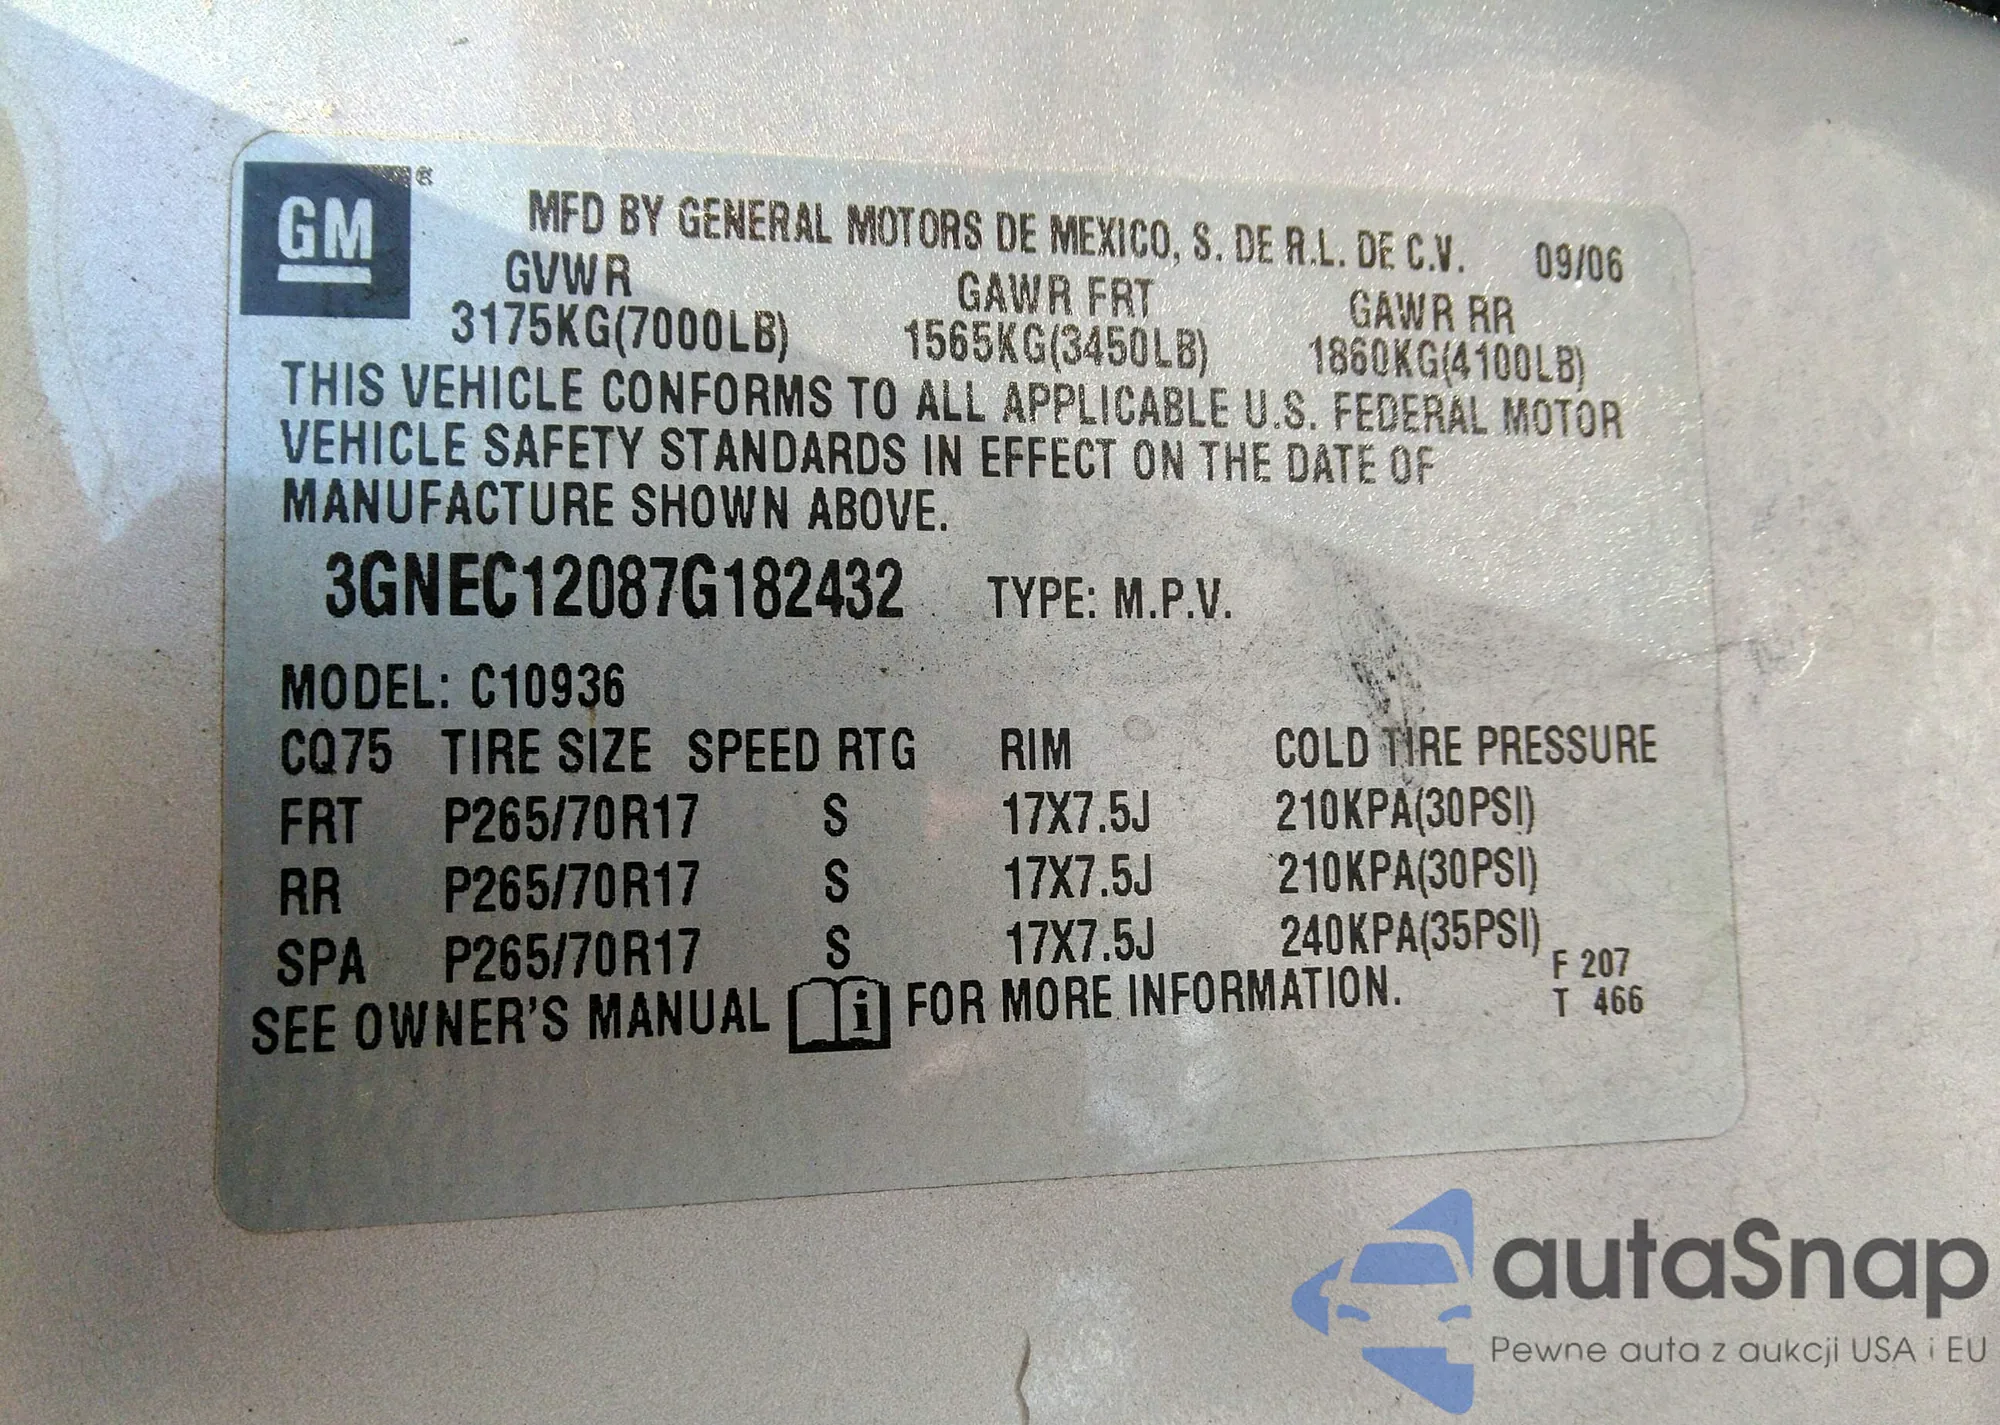 GM
MFD BY GENERAL MOTORS DE MEXICO, S. DE R.L. DE C.V. 09/06
GVWR GAWR FRT GAWR RR
3175KG(7000LB) 1565KG(3450LB) 1860KG(4100LB)
THIS VEHICLE CONFORMS TO ALL APPLICABLE U.S. FEDERAL MOTOR
VEHICLE SAFETY STANDARDS IN EFFECT ON THE DATE OF
MANUFACTURE SHOWN ABOVE.
3GNEC12087G182432 TYPE: M.P.V.
MODEL: C10936
CQ75 TIRE SIZE SPEED RTG RIM COLD TIRE PRESSURE
FRT P265/70R17 S 17X7.5J 210KPA(30PSI)
RR P265/70R17 S 17X7.5J 210KPA(30PSI)
SPA P265/70R17 S 17X7.5J 240KPA(35PSI)
SEE OWNER'S MANUAL i FOR MORE INFORMATION.
F 207
T 466
autaSnap
Pewne auta z aukcji USA i EU